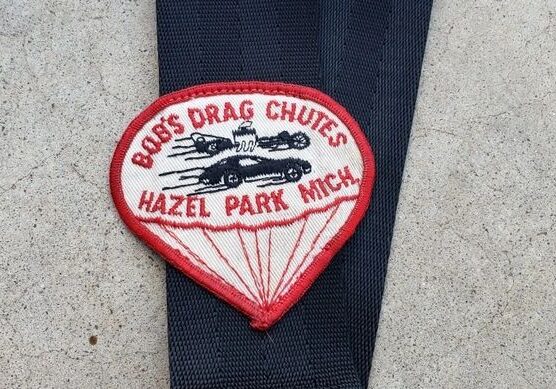 BOB'S DRAG CHUTES
HAZEL PARK MICH.